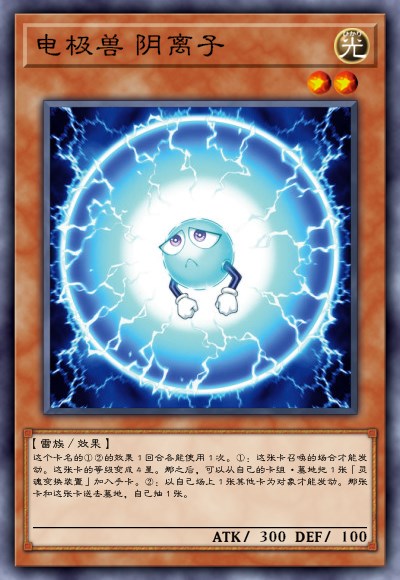 电极兽 阴离子
ひかり
光
【雷族／效果】
这个卡名的①②的效果1回合各能使用1次。①：这张卡召唤的场合才能发
动。这张卡的等级变成4星。那之后，可以从自己的卡组·墓地把1张「灵
魂变换装置」加入手卡。②：以自己场上1张其他卡为对象才能发动。那张
卡和这张卡送去墓地，自己抽1张。
ATK/ 300 DEF/ 100